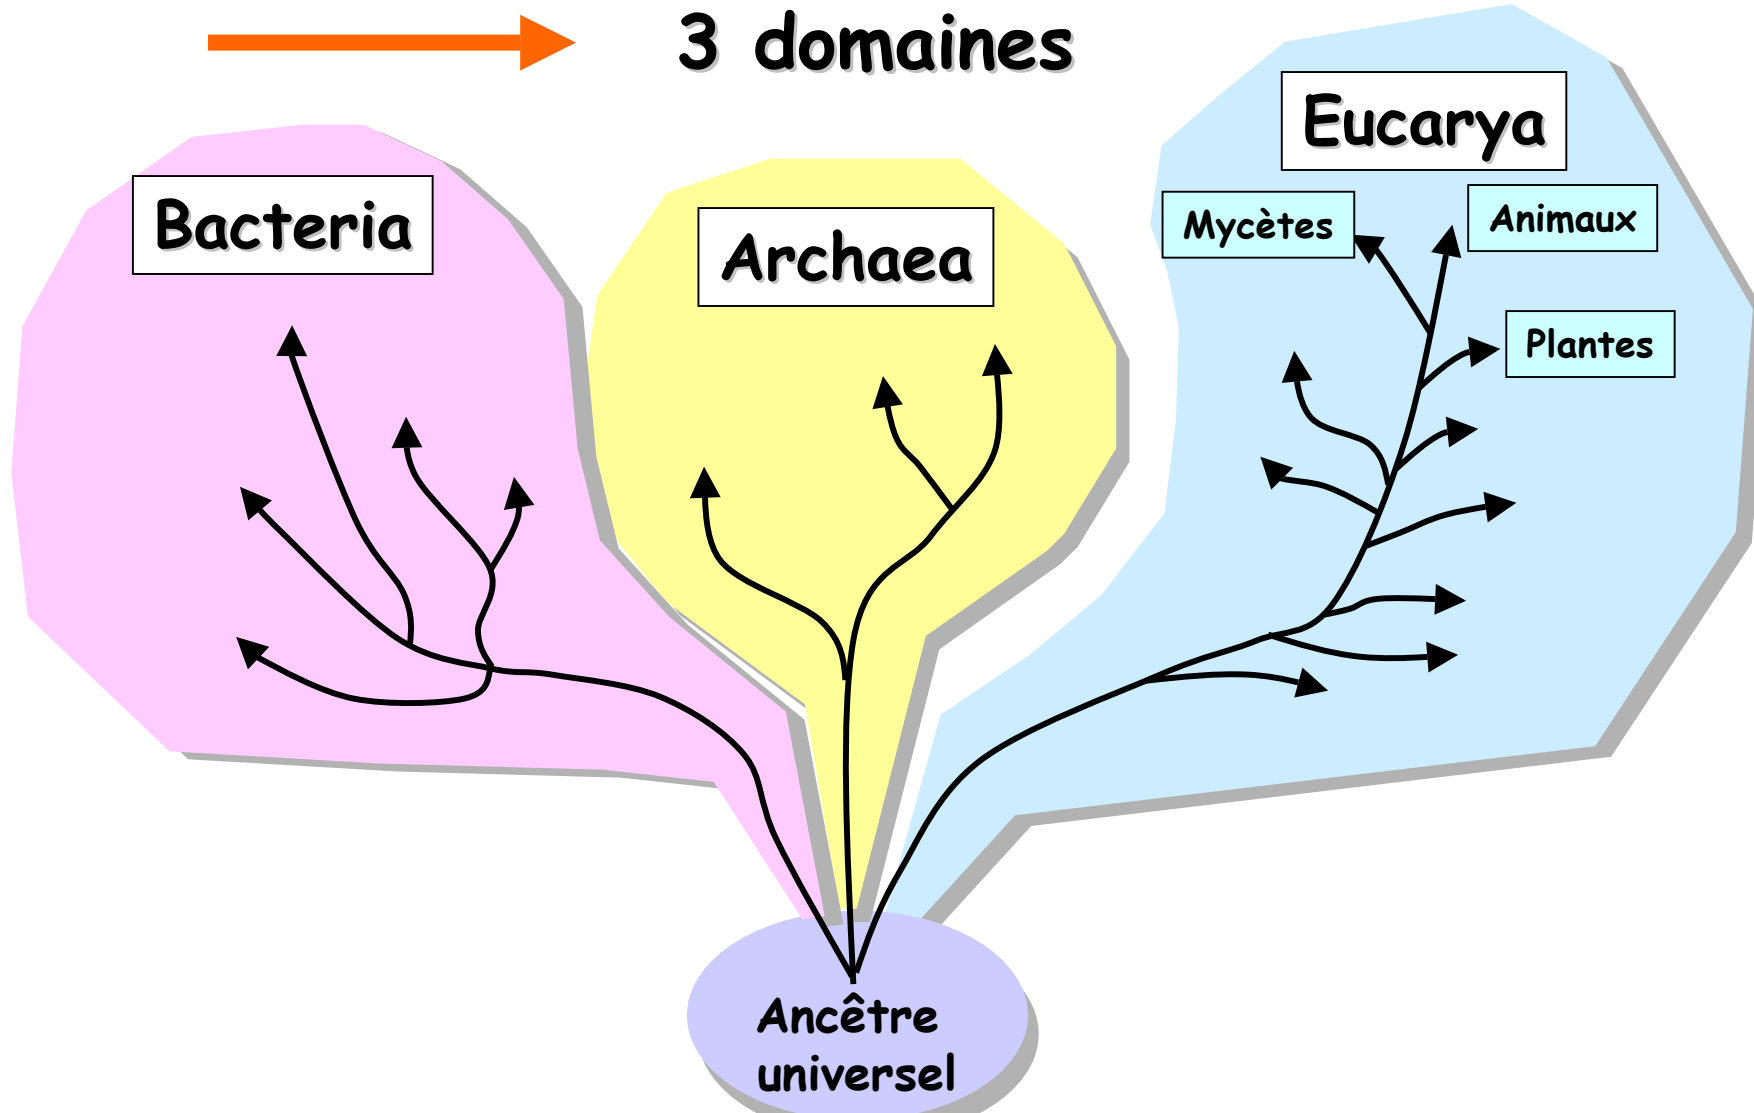 3 domaines
Eucarya
Bacteria
Archaea
Mycètes
Animaux
Plantes
Ancêtre
universel